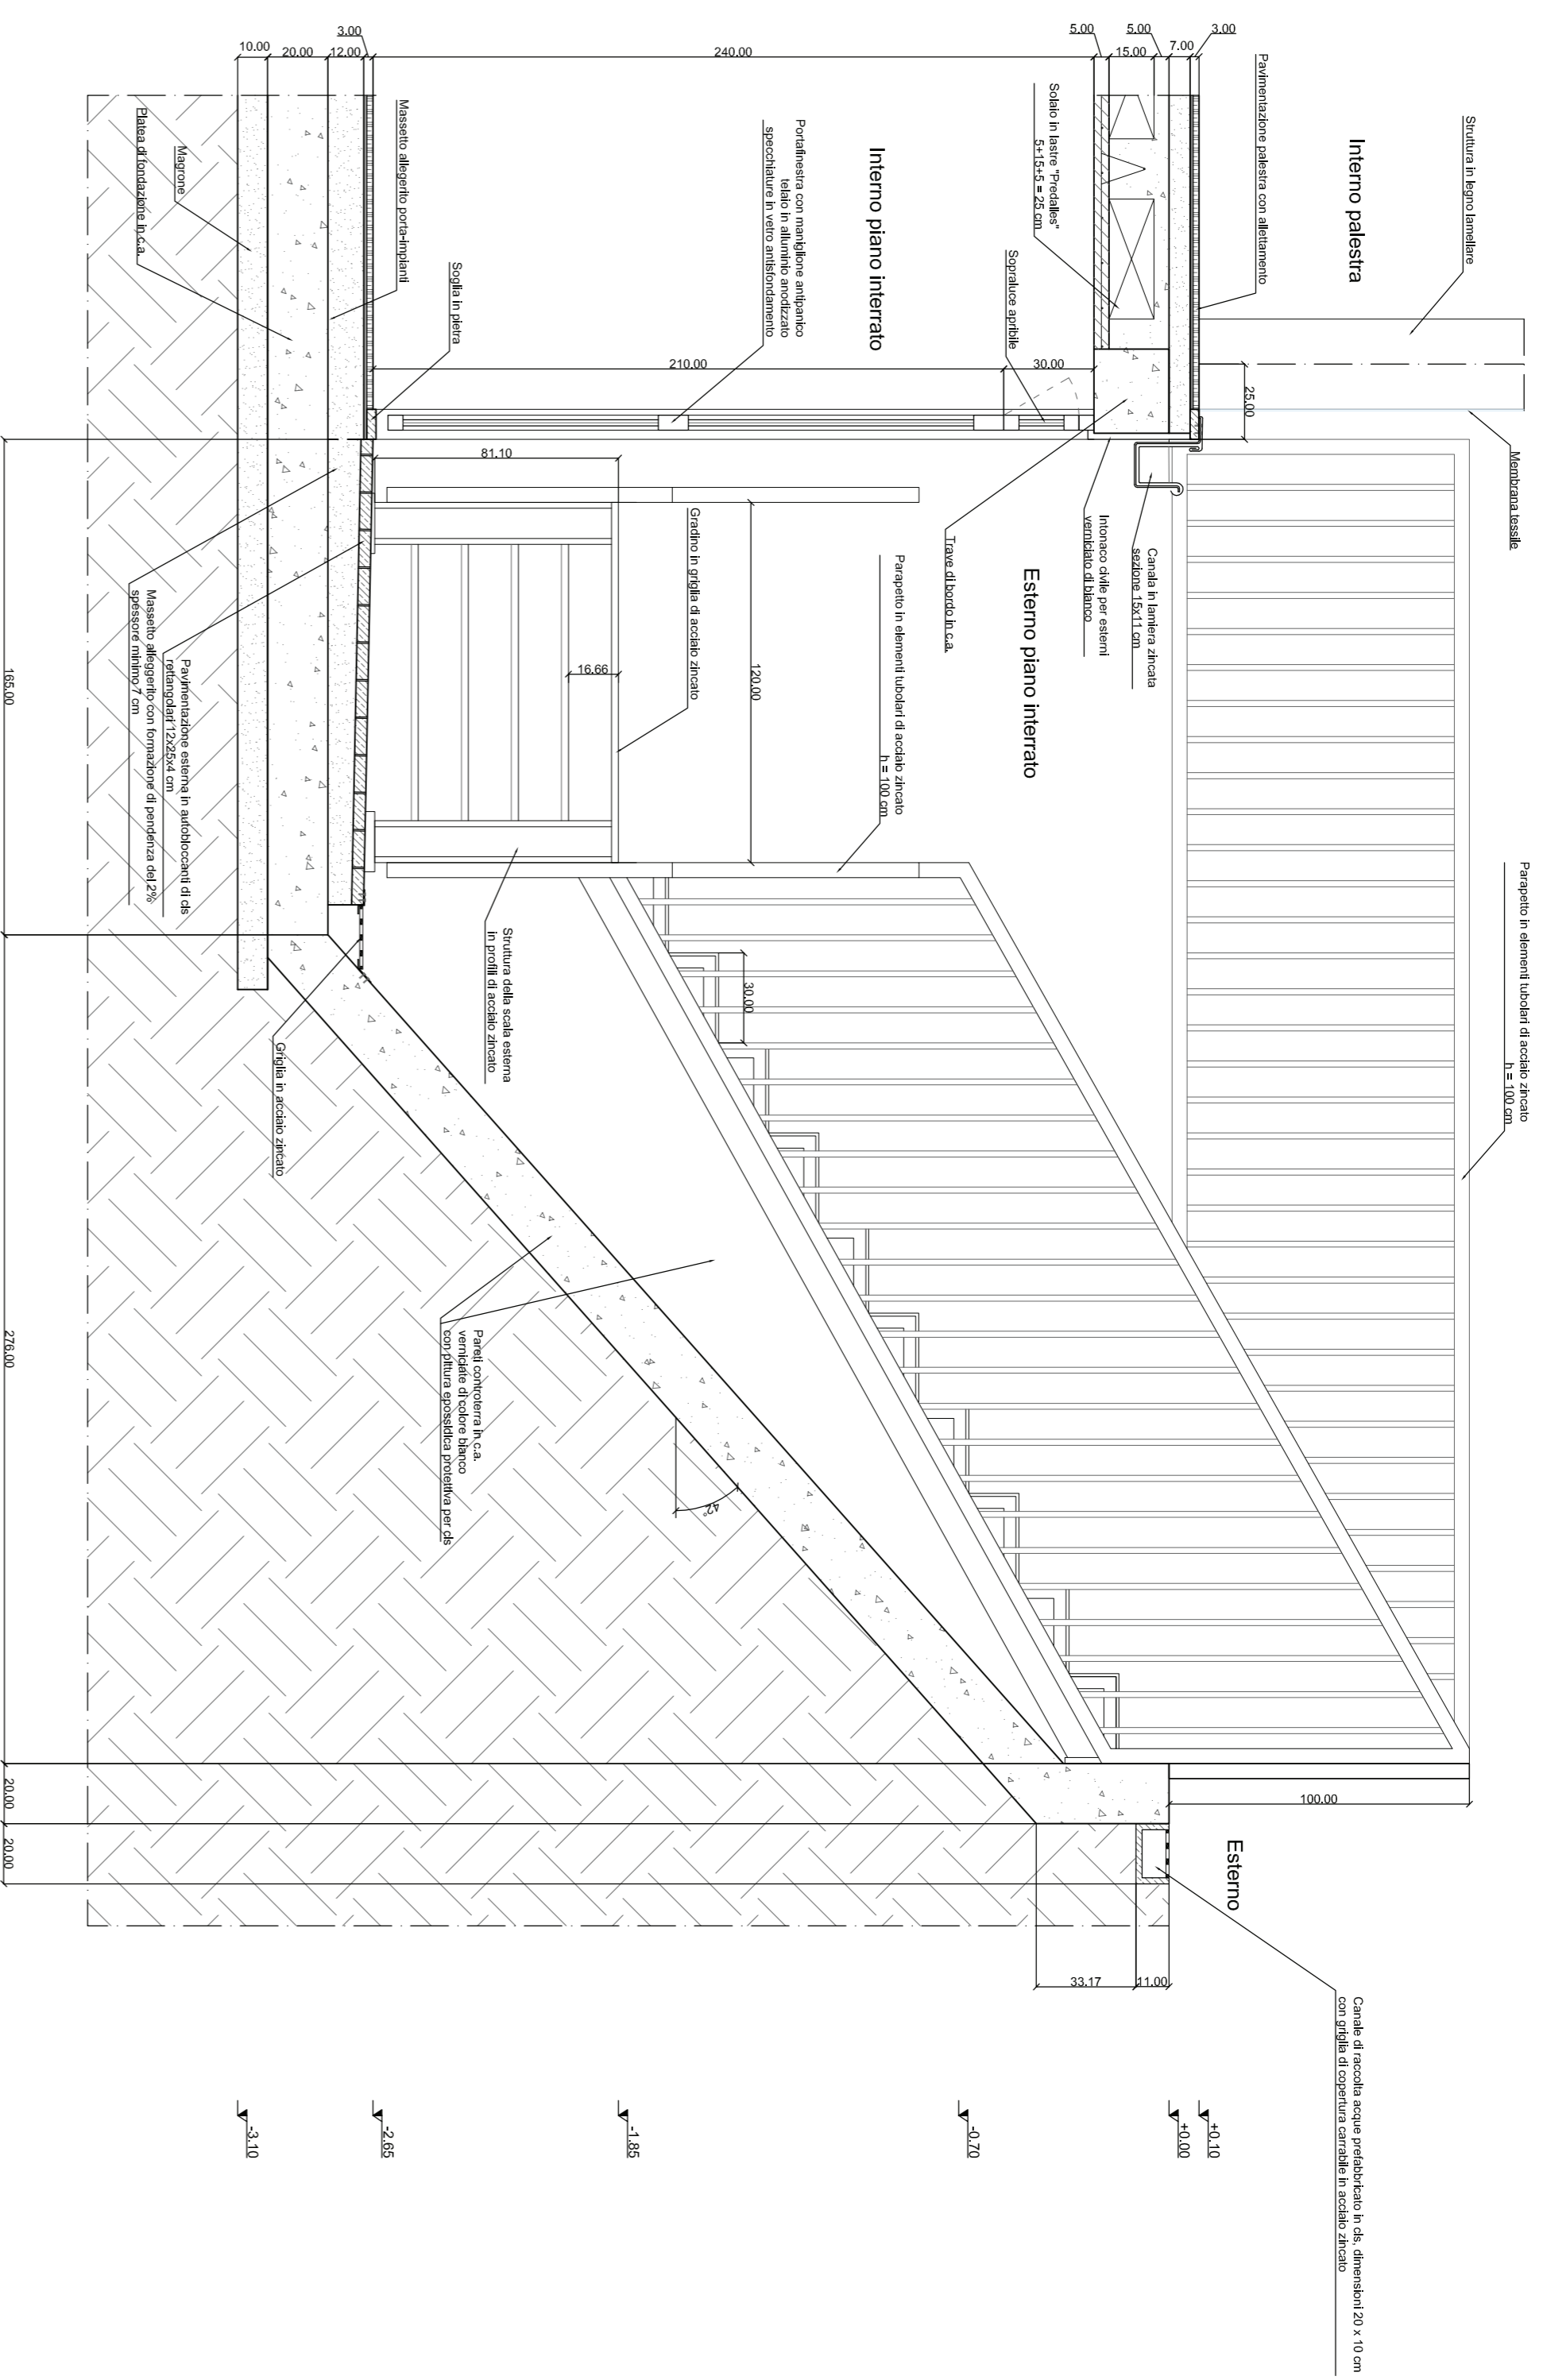 Struttura in legno lamellare
Interno palestra
Pavimentazione palestra con allettamento
Membrana tessile
Parapetto in elementi tubolari di acciaio zincato
h = 100 cm
Esterno
Canale di raccolta acque prefabbricato in cls, dimensioni 20 x 10 cm
con griglia di copertura carrabile in acciaio zincato
Solaio in lastre "Predalles"
5+15+5 = 25 cm
Sopraluce apribile
Canala in lamiera zincata
sezione 15x11 cm
Intonaco civile per esterni
verniciato di bianco
Esterno piano interrato
Trave di bordo in c.a.
Parapetto in elementi tubolari di acciaio zincato
h = 100 cm
Interno piano interrato
Portafinestra con maniglione antipanico
telaio in alluminio anodizzato
specchiature in vetro antisfondamento
Gradino in griglia di acciaio zincato
Struttura della scala esterna
in profili di acciaio zincato
Soglia in pietra
Massetto allegerito porta-impianti
Pareti controterra in c.a.
verniciate di colore bianco
con pittura epossidica protettiva per cls
Griglia in acciaio zincato
Magrone
Platea di fondazione in c.a.
Pavimentazione esterna in autobloccanti di cls
rettangolari 12x25x4 cm
Massetto alleggerito con formazione di pendenza del 2%
spessore minimo 7 cm
3.00
7.00
5.00
15.00
5.00
240.00
3.00
12.00
20.00
10.00
25.00
30.00
210.00
81.10
120.00
16.66
30.00
42°
100.00
11.00
33.17
165.00
276.00
20.00
20.00
+0.10
+0.00
-0.70
-1.85
-2.65
-3.10